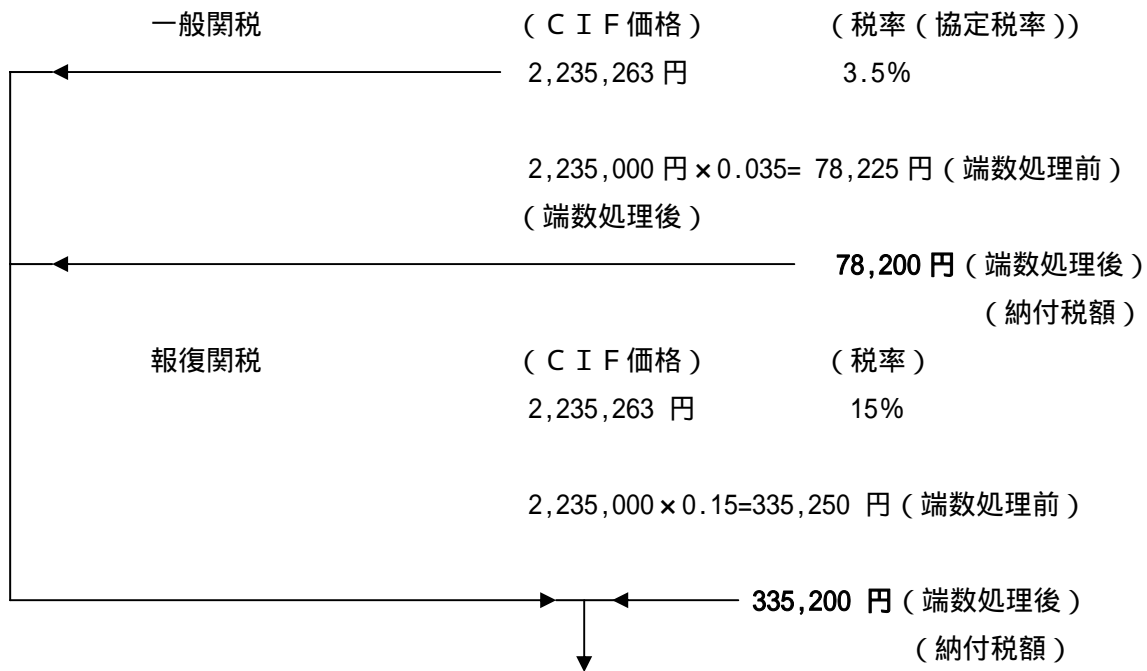 一般関税 （ＣＩＦ価格） （税率（協定税率））
2,235,263 円 3.5%
2,235,000 円×0.035= 78,225 円（端数処理前）
（端数処理後）
78,200 円（端数処理後）
（納付税額）
報復関税 （ＣＩＦ価格） （税率）
2,235,263 円 15%
2,235,000×0.15=335,250 円（端数処理前）
335,200 円（端数処理後）
（納付税額）